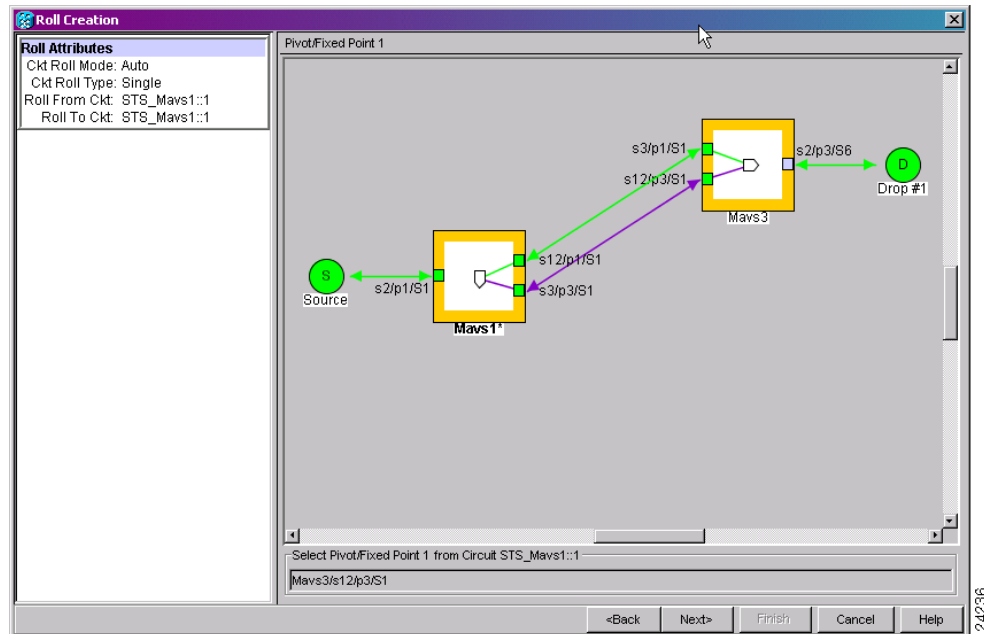 Roll Creation
Roll Attributes
Ckt Roll Mode: Auto
Ckt Roll Type: Single
Roll From Ckt: STS_Mavs1::1
Roll To Ckt: STS_Mavs1::1
Pivot/Fixed Point 1
s3/p1/S1
s2/p3/S6
D
s12/p3/S1
Drop #1
Mavs3
s12/p1/S1
S
s2/p1/S1
s3/p3/S1
Source
Mavs1*
Select Pivot/Fixed Point 1 from Circuit STS_Mavs1::1
Mavs3/s12/p3/S1
<Back
Next>
Finish
Cancel
Help
24236